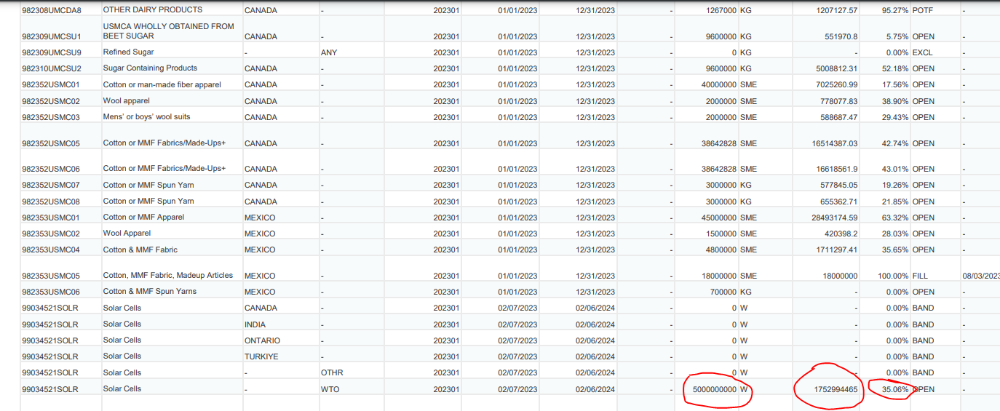 982308UMCDA8 OTHER DAIRY PRODUCTS CANADA - 202301 01/01/2023 12/31/2023 - 1267000 KG 1207127.57 95.27% POTF -
USMCA WHOLLY OBTAINED FROM
982309UMCSU1 BEET SUGAR CANADA - 202301 01/01/2023 12/31/2023 - 9600000 KG 551970.8 5.75% OPEN -
982309UMCSU9 Refined Sugar - ANY 202301 01/01/2023 12/31/2023 - 0 KG - 0.00% EXCL -
982310UMCSU2 Sugar Containing Products CANADA - 202301 01/01/2023 12/31/2023 - 9600000 KG 5008812.31 52.18% OPEN -
982352USMC01 Cotton or man-made fiber apparel CANADA - 202301 01/01/2023 12/31/2023 - 40000000 SME 7025260.99 17.56% OPEN -
982352USMC02 Wool apparel CANADA - 202301 01/01/2023 12/31/2023 - 2000000 SME 778077.83 38.90% OPEN -
982352USMC03 Mens' or boys' wool suits CANADA - 202301 01/01/2023 12/31/2023 - 2000000 SME 588687.47 29.43% OPEN -
982352USMC05 Cotton or MMF Fabrics/Made-Ups+ CANADA - 202301 01/01/2023 12/31/2023 - 38642828 SME 16514387.03 42.74% OPEN -
982352USMC06 Cotton or MMF Fabrics/Made-Ups+ CANADA - 202301 01/01/2023 12/31/2023 - 38642828 SME 16618561.9 43.01% OPEN -
982352USMC07 Cotton or MMF Spun Yarn CANADA - 202301 01/01/2023 12/31/2023 - 3000000 KG 577845.05 19.26% OPEN -
982352USMC08 Cotton or MMF Spun Yarn CANADA - 202301 01/01/2023 12/31/2023 - 3000000 KG 655362.71 21.85% OPEN -
982353USMC01 Cotton or MMF Apparel MEXICO - 202301 01/01/2023 12/31/2023 - 45000000 SME 28493174.59 63.32% OPEN -
982353USMC02 Wool Apparel MEXICO - 202301 01/01/2023 12/31/2023 - 1500000 SME 420398.2 28.03% OPEN -
982353USMC04 Cotton & MMF Fabric MEXICO - 202301 01/01/2023 12/31/2023 - 4800000 SME 1711297.41 35.65% OPEN -
982353USMC05 Cotton, MMF Fabric, Madeup Articles MEXICO - 202301 01/01/2023 12/31/2023 - 18000000 SME 18000000 100.00% FILL 08/03/2023
982353USMC06 Cotton & MMF Spun Yarns MEXICO - 202301 01/01/2023 12/31/2023 - 700000 KG - 0.00% OPEN -
99034521SOLR Solar Cells CANADA - 202301 02/07/2023 02/06/2024 - 0 W - 0.00% BAND -
99034521SOLR Solar Cells INDIA - 202301 02/07/2023 02/06/2024 - 0 W - 0.00% BAND -
99034521SOLR Solar Cells ONTARIO - 202301 02/07/2023 02/06/2024 - 0 W - 0.00% BAND -
99034521SOLR Solar Cells TURKIYE - 202301 02/07/2023 02/06/2024 - 0 W - 0.00% BAND -
99034521SOLR Solar Cells - OTHR 202301 02/07/2023 02/06/2024 - 0 W - 0.00% BAND -
99034521SOLR Solar Cells - WTO 202301 02/07/2023 02/06/2024 - 5000000000 W 1752994465 35.06% OPEN -